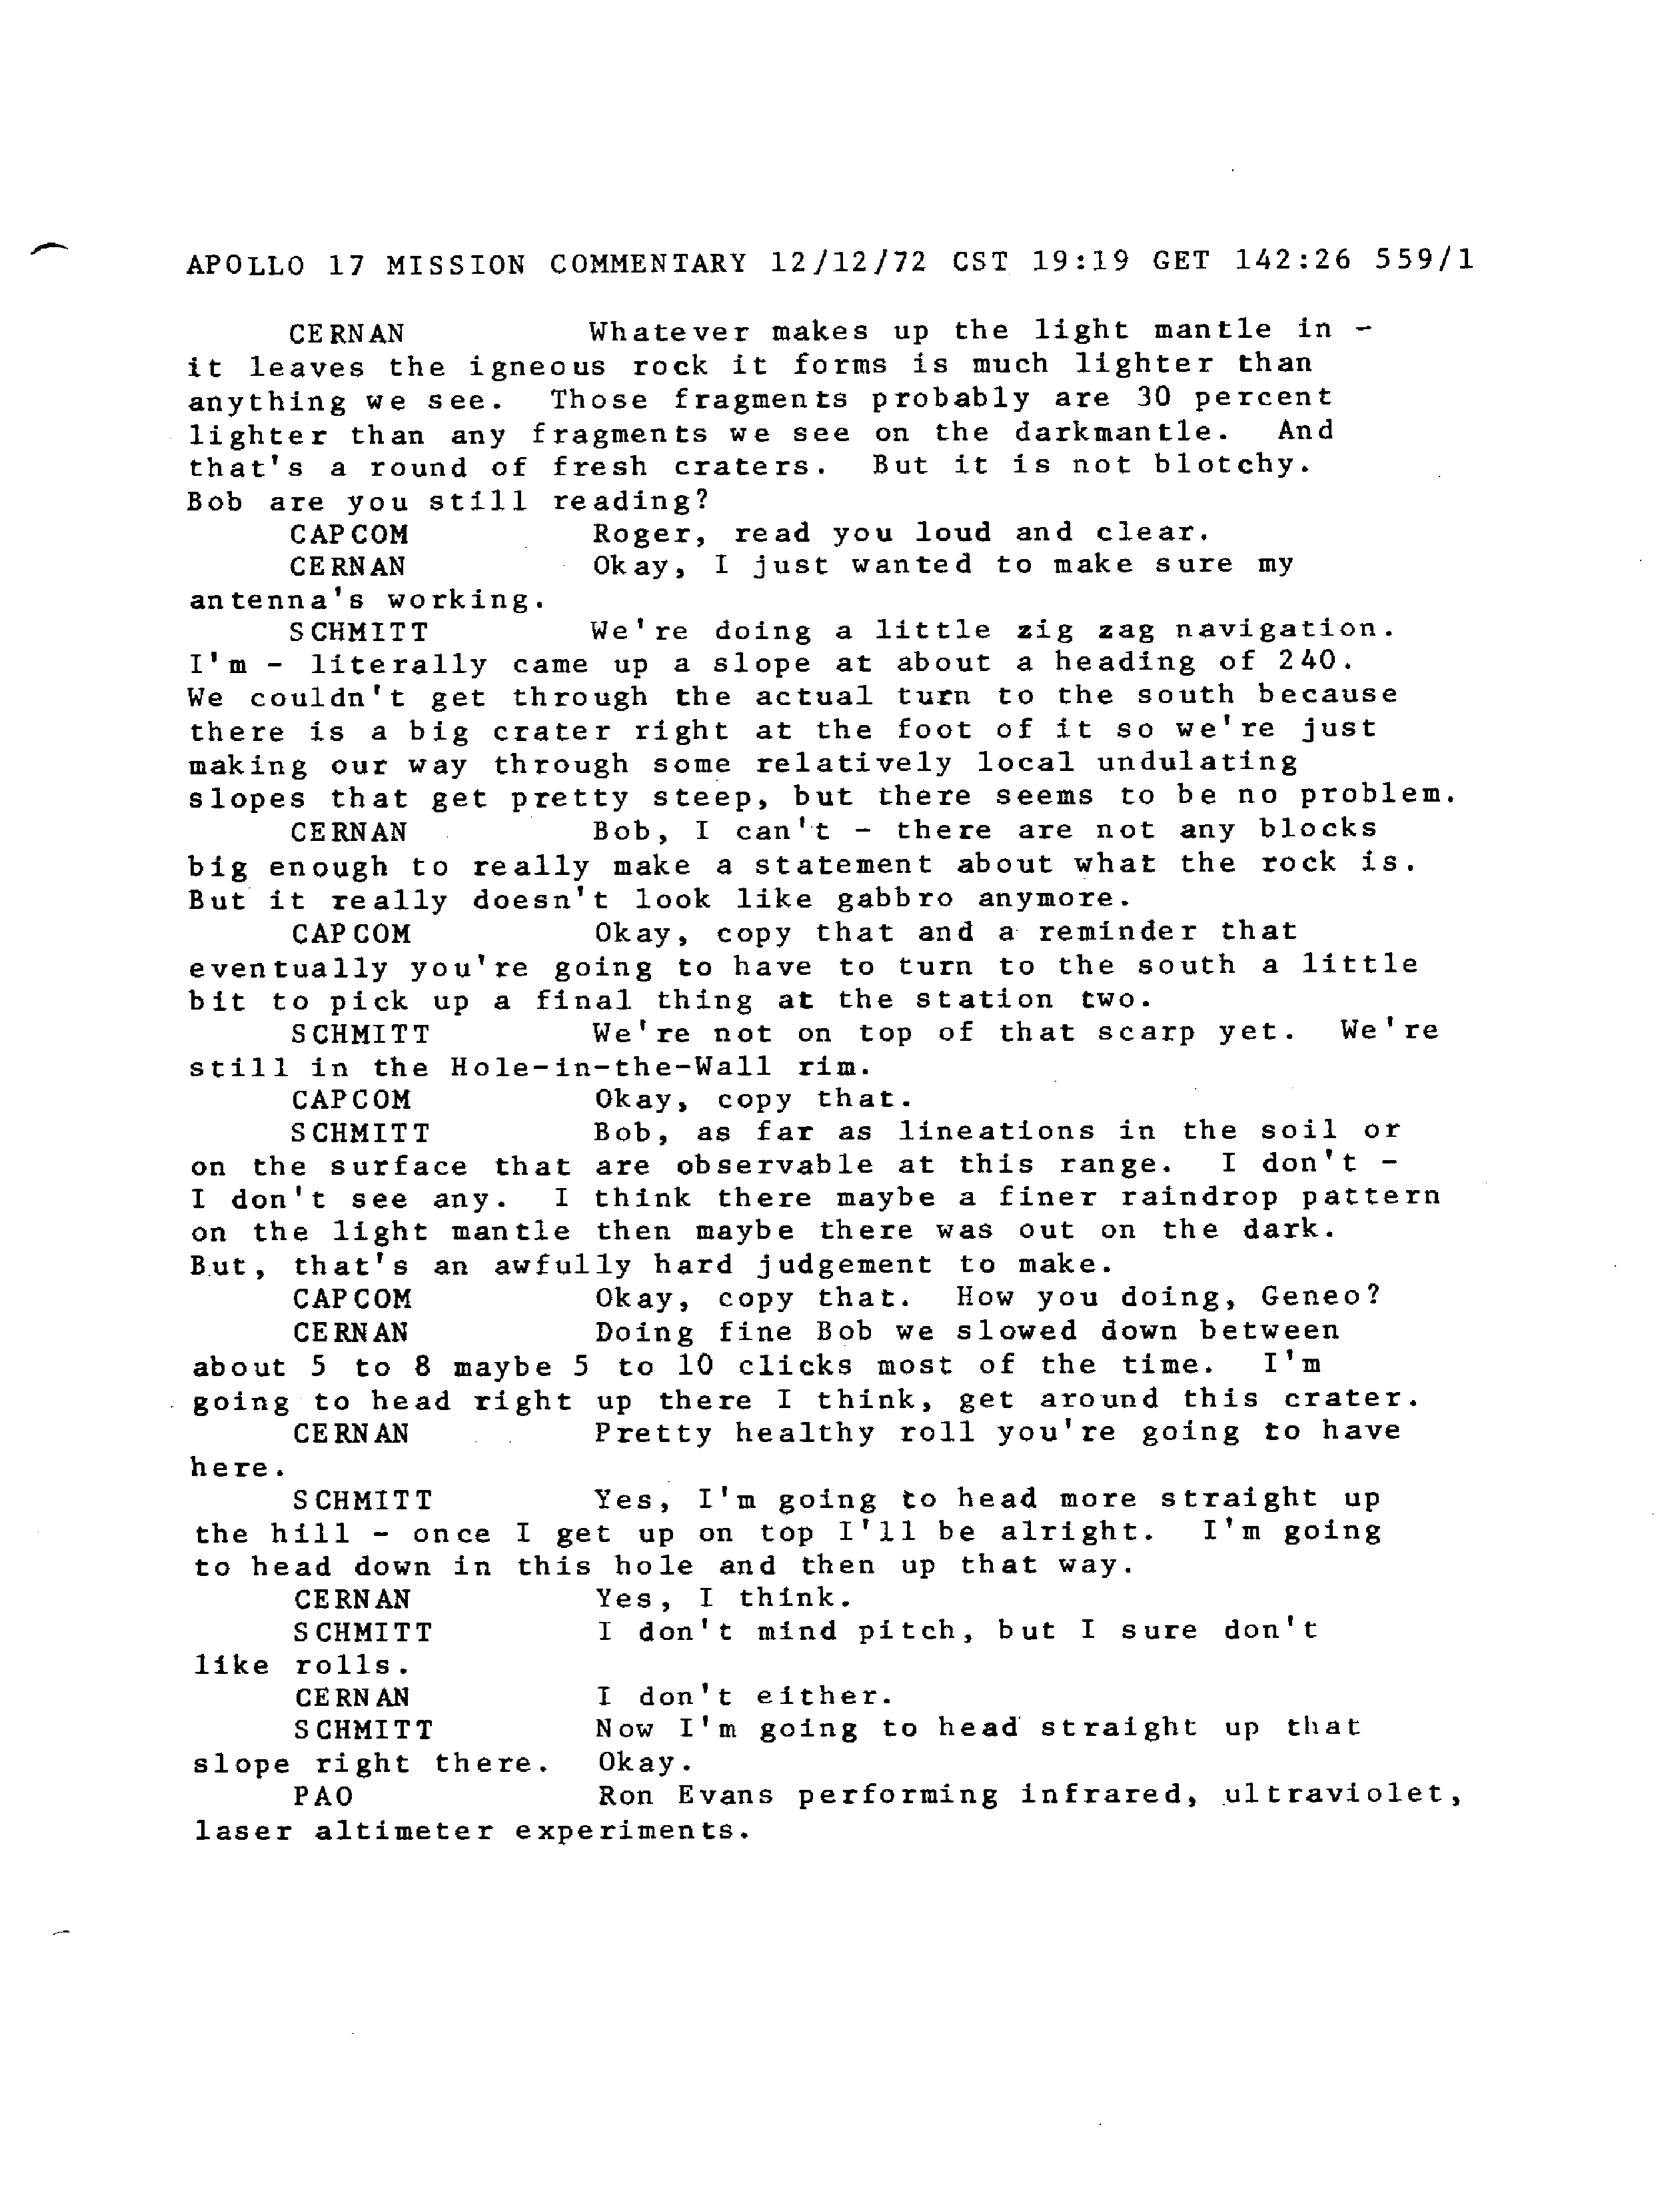 APOLLO 17 MISSION COMMENTARY 12/12/72 CST 19:19 GET 142:26 559/1
CERNAN Whatever makes up the light mantle in -
it leaves the igneous rock it forms is much lighter than
anything we see. Those fragments probably are 30 percent
lighter than any fragments we see on the darkmantle. And
that's a round of fresh craters. But it is not blotchy.
Bob are you still reading?
CAPCOM Roger, read you loud and clear.
CERNAN Okay, I just wanted to make sure my
antenna's working.
SCHMITT We're doing a little zig zag navigation.
I'm - literally came up a slope at about a heading of 240.
We couldn't get through the actual turn to the south because
there is a big crater right at the foot of it so we're just
making our way through some relatively local undulating
slopes that get pretty steep, but there seems to be no problem.
CERNAN Bob, I can't - there are not any blocks
big enough to really make a statement about what the rock is.
But it really doesn't look like gabbro anymore.
CAPCOM Okay, copy that and a reminder that
eventually you're going to have to turn to the south a little
bit to pick up a final thing at the station two.
SCHMITT We're not on top of that scarp yet. We're
still in the Hole-in-the-Wall rim.
CAPCOM Okay, copy that.
SCHMITT Bob, as far as lineations in the soil or
on the surface that are observable at this range. I don't -
I don't see any. I think there maybe a finer raindrop pattern
on the light mantle then maybe there was out on the dark.
But, that's an awfully hard judgement to make.
CAPCOM Okay, copy that. How you doing, Geneo?
CERNAN Doing fine Bob we slowed down between
about 5 to 8 maybe 5 to 10 clicks most of the time. I'm
going to head right up there I think, get around this crater.
CERNAN Pretty healthy roll you're going to have
here.
SCHMITT Yes, I'm going to head more straight up
the hill - once I get up on top I'll be alright. I'm going
to head down in this hole and then up that way.
CERNAN Yes, I think.
SCHMITT I don't mind pitch, but I sure don't
like rolls.
CERNAN I don't either.
SCHMITT Now I'm going to head straight up that
slope right there. Okay.
PAO Ron Evans performing infrared, ultraviolet,
laser altimeter experiments.